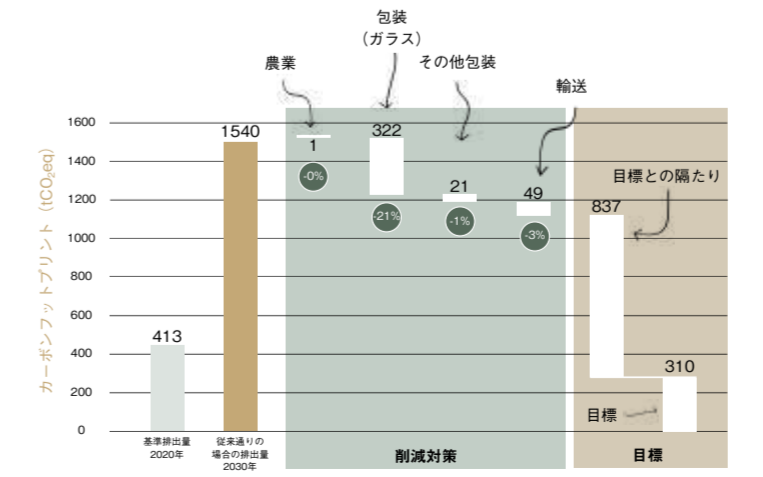 包装
（ガラス）
農業
その他包装
輸送
カーボンフットプリント（tCO₂eq）
1600
1400
1200
1000
800
600
400
200
0
413
1540
1
-0%
322
-21%
21
-1%
49
-3%
目標との隔たり
837
310
目標
基準排出量
2020年
従来通りの
場合の排出量
2030年
削減対策
目標